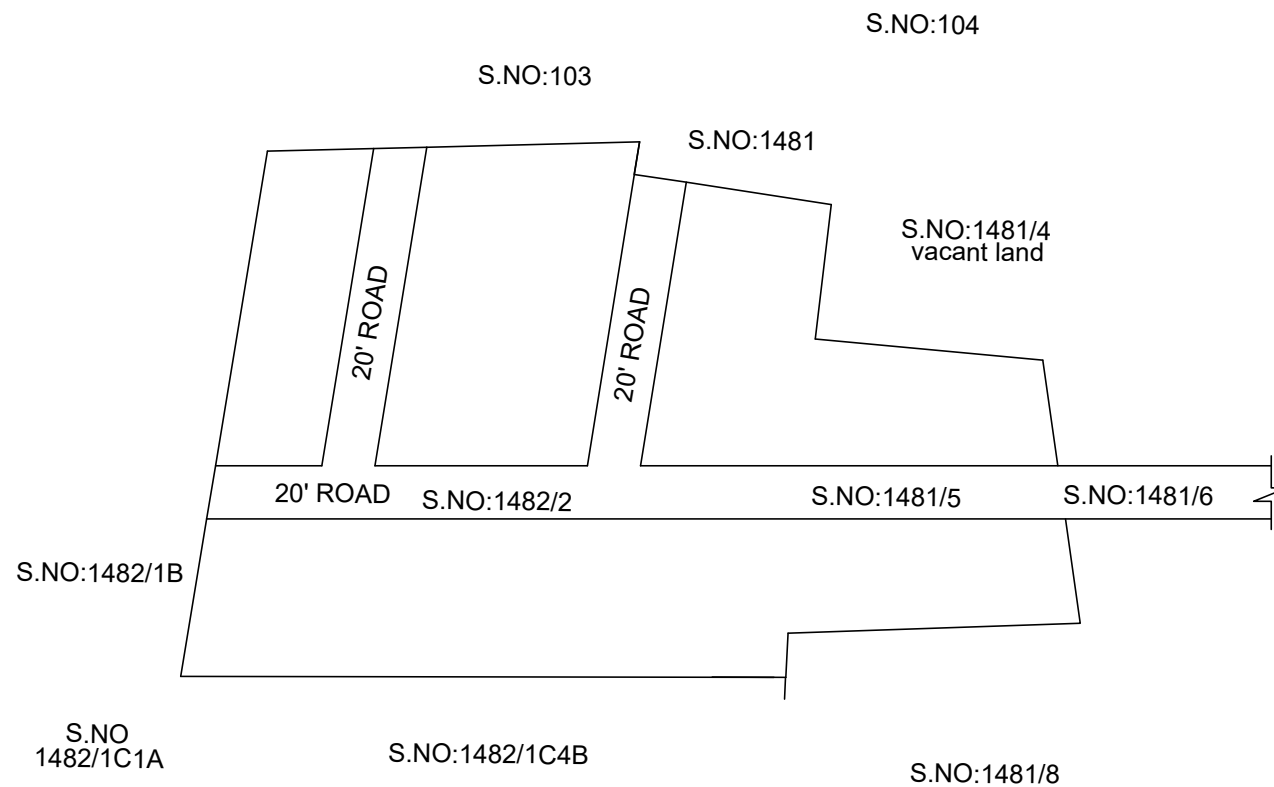 S.NO:104
S.NO:103
S.NO:1481
S.NO:1481/4
vacant land
20' ROAD
20' ROAD
20' ROAD
S.NO:1482/2
S.NO:1481/5
S.NO:1481/6
S.NO:1482/1B
S.NO
1482/1C1A
S.NO:1482/1C4B
S.NO:1481/8